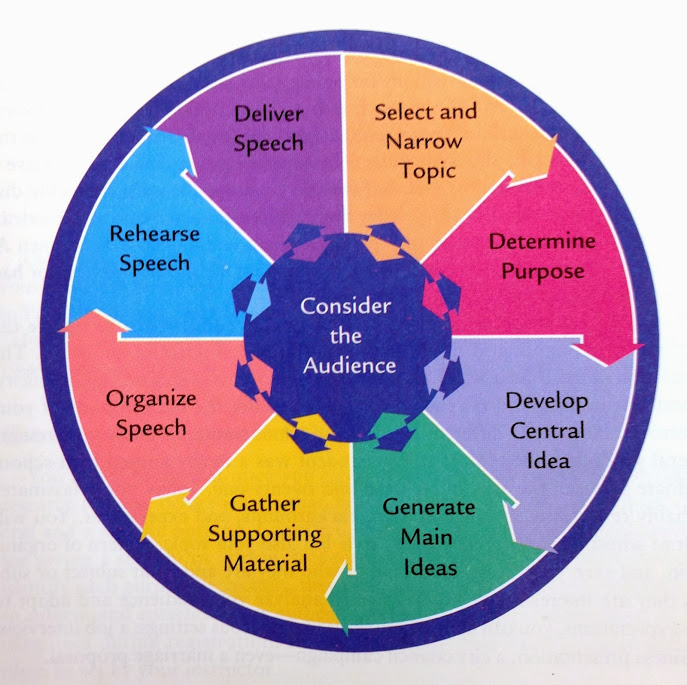 Select and
Narrow
Topic
Determine
Purpose
Develop
Central
Idea
Generate
Main
Ideas
Gather
Supporting
Material
Organize
Speech
Rehearse
Speech
Deliver
Speech
Consider
the
Audience